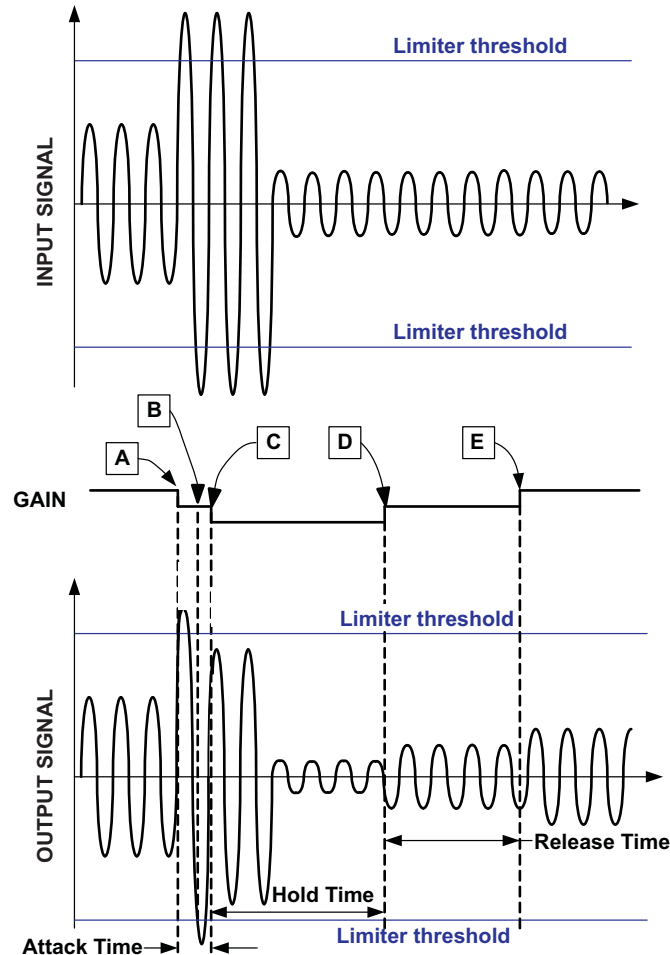 Limiter threshold
INPUT SIGNAL
Limiter threshold
B
C
D
E
A
GAIN
Limiter threshold
OUTPUT SIGNAL
Release Time
Hold Time
Limiter threshold
Attack Time